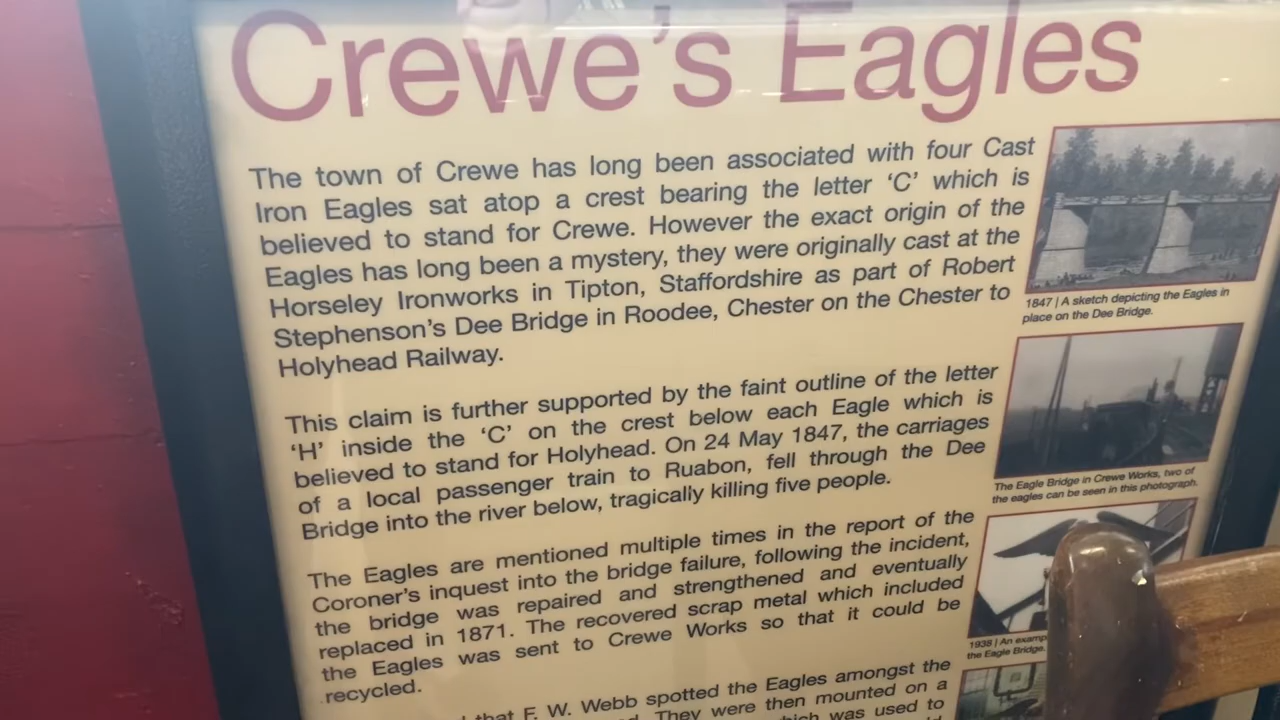 Crewe's Eagles
The town of Crewe has long been associated with four Cast
Iron Eagles sat atop a crest bearing the letter ‘C’ which is
believed to stand for Crewe. However the exact origin of the
Eagles has long been a mystery, they were originally cast at the
Horseley Ironworks in Tipton, Staffordshire as part of Robert
Stephenson’s Dee Bridge in Roodee, Chester on the Chester to
Holyhead Railway.
This claim is further supported by the faint outline of the letter
‘H’ inside the ‘C’ on the crest below each Eagle which is
believed to stand for Holyhead. On 24 May 1847, the carriages
of a local passenger train to Ruabon, fell through the Dee
Bridge into the river below, tragically killing five people.
The Eagles are mentioned multiple times in the report of the
Coroner’s inquest into the bridge failure, following the incident,
the bridge was repaired and strengthened and eventually
replaced in 1871. The recovered scrap metal which included
the Eagles was sent to Crewe Works so that it could be
recycled.
that F. W. Webb spotted the Eagles amongst the
They were then mounted on a
which was used to
1847 | A sketch depicting the Eagles in
place on the Dee Bridge.
The Eagle Bridge in Crewe Works, two of
the eagles can be seen in this photograph.
1938 | An
the Eagle Bridge.